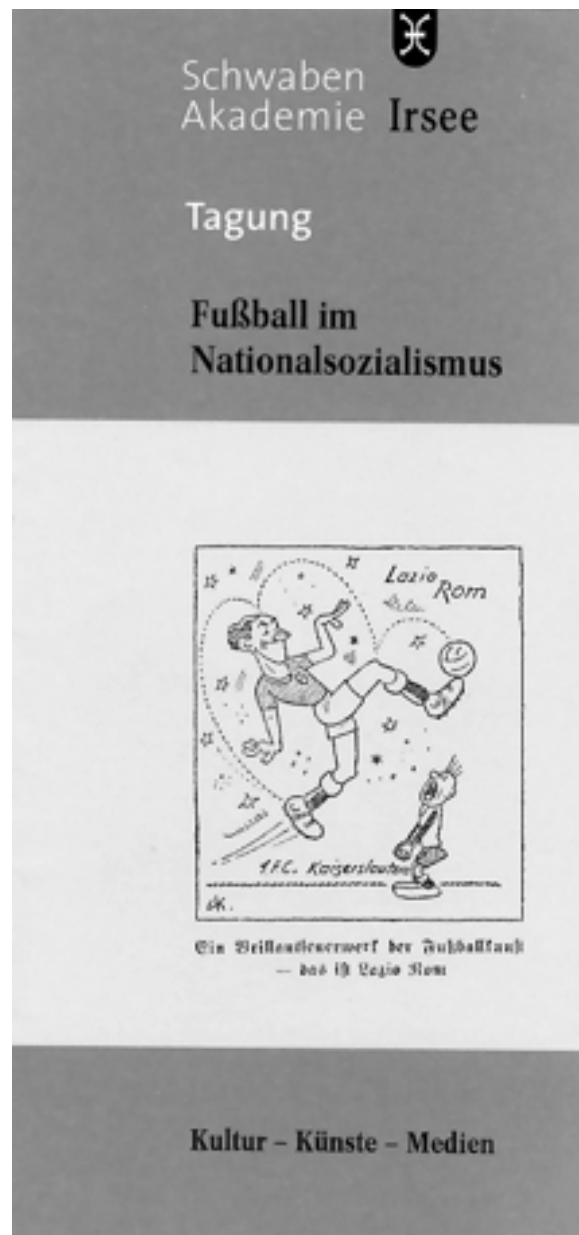 Schwaben
Akademie Irsee
Tagung
Fußball im
Nationalsozialismus
Lazio
Rom
1.F.C. Kaiserslautern
Ein Brillantfeuerwerk der Fußballkunst
— das ist Lazio Rom
Kultur – Künste – Medien